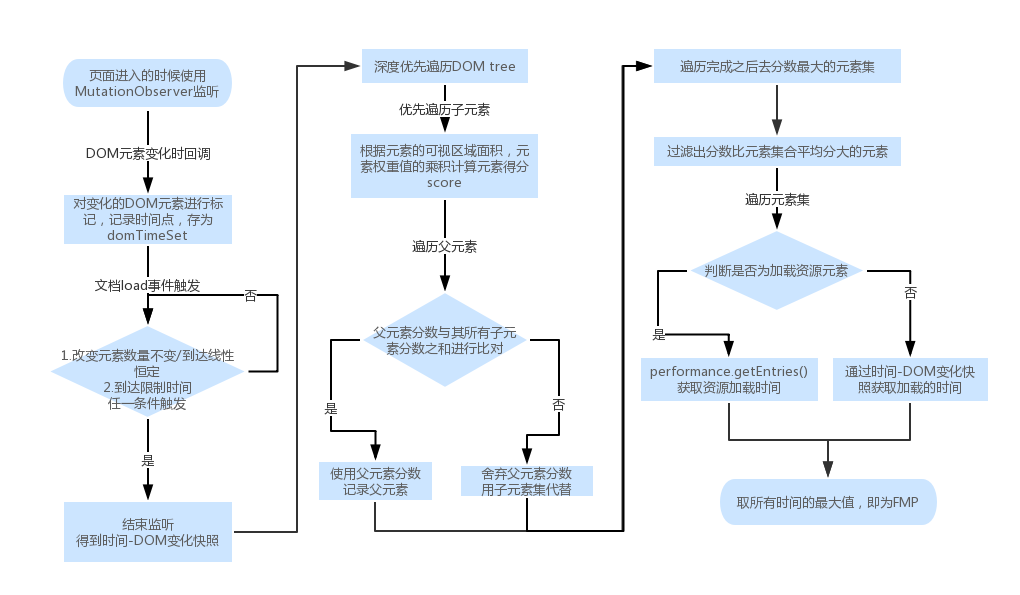 页面进入的时候使用
MutationObserver监听
DOM元素变化时回调
对变化的DOM元素进行标
记，记录时间点，存为
domTimeSet
文档load事件触发
否
1.改变元素数量不变/到达线性
恒定
2.到达限制时间
任一条件触发
是
结束监听
得到时间-DOM变化快照
深度优先遍历DOM tree
优先遍历子元素
根据元素的可视区域面积，元
素权重值的乘积计算元素得分
score
遍历父元素
父元素分数与其所有子元
素分数之和进行比对
是
否
使用父元素分数
记录父元素
舍弃父元素分数
用子元素集代替
遍历完成之后去分数最大的元素集
过滤出分数比元素集合平均分大的元素
遍历元素集
判断是否为加载资源元素
是
否
performance.getEntries()
获取资源加载时间
通过时间-DOM变化快
照获取加载的时间
取所有时间的最大值，即为FMP